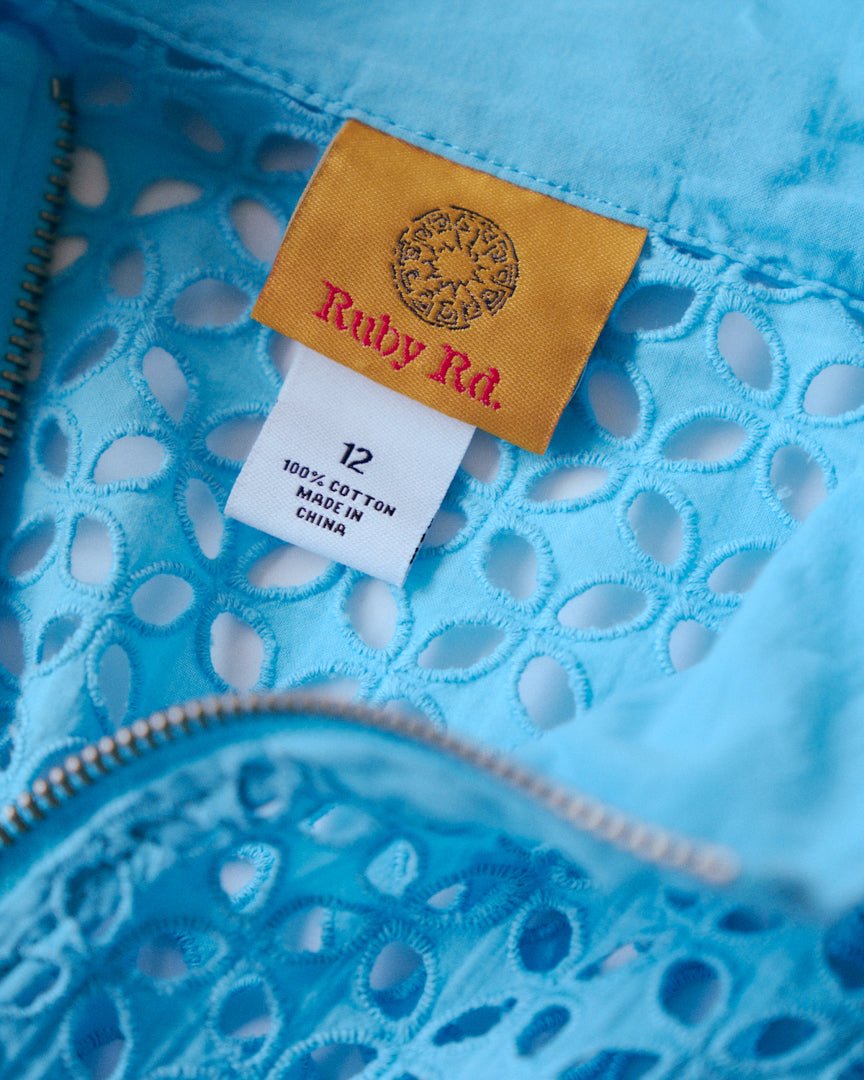 Ruby Rd.
12
100% COTTON
MADE IN
CHINA